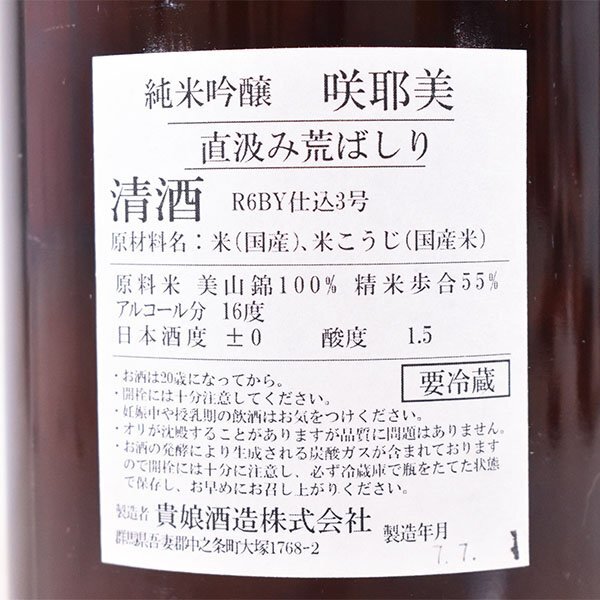 純米吟醸　咲耶美
直汲み荒ばしり
清酒 R6BY仕込3号
原材料名：米(国産)、米こうじ(国産米)
原料米 美山錦100% 精米歩合55%
アルコール分 16度
日本酒度 ±0　酸度 1.5
・お酒は20歳になってから。
要冷蔵
・開栓には十分注意してください。
・妊娠中や授乳期の飲酒はお気をつけください。
・オリが沈殿することがありますが品質に問題はありません。
・お酒の発酵により生成される炭酸ガスが含まれております
ので開栓には十分に注意し、必ず冷蔵庫で瓶をたてた状態
で保存し、お早めにお召し上がりください。
製造者 貴娘酒造株式会社 製造年月
群馬県吾妻郡中之条町大塚1768-2 7.7.